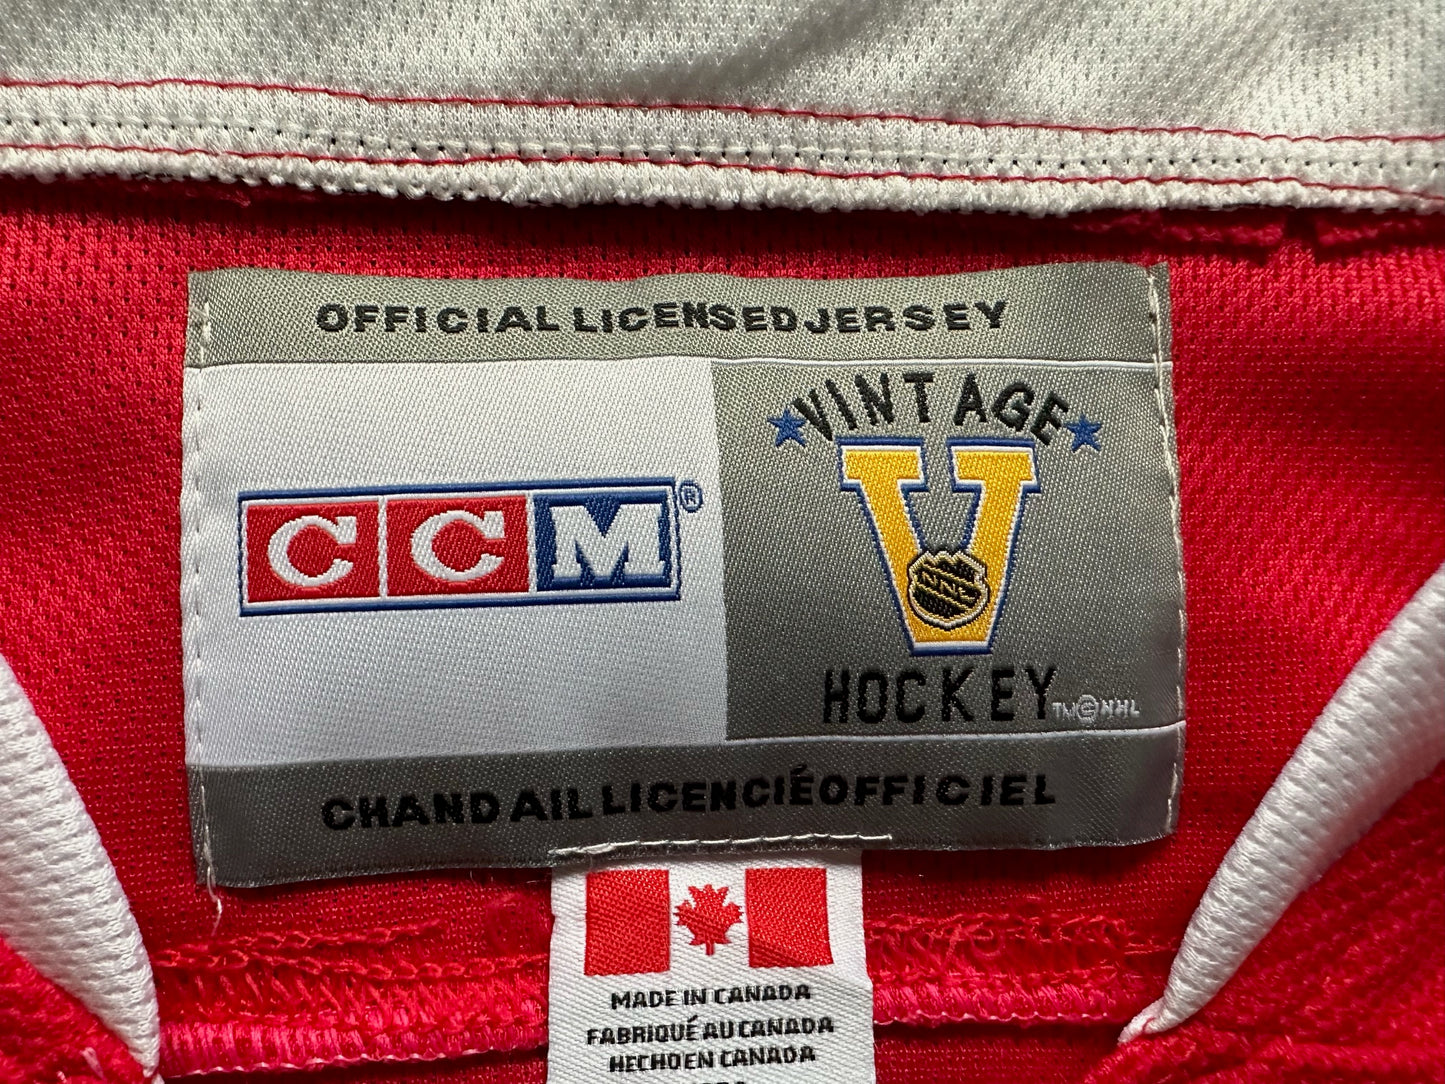 OFFICIAL LICENSED JERSEY
CCM®
VINTAGE
V
NHL
HOCKEY
TM © NHL
CHANDAIL LICENCIÉ OFFICIEL
MADE IN CANADA
FABRIQUÉ AU CANADA
HECHO EN CANADA